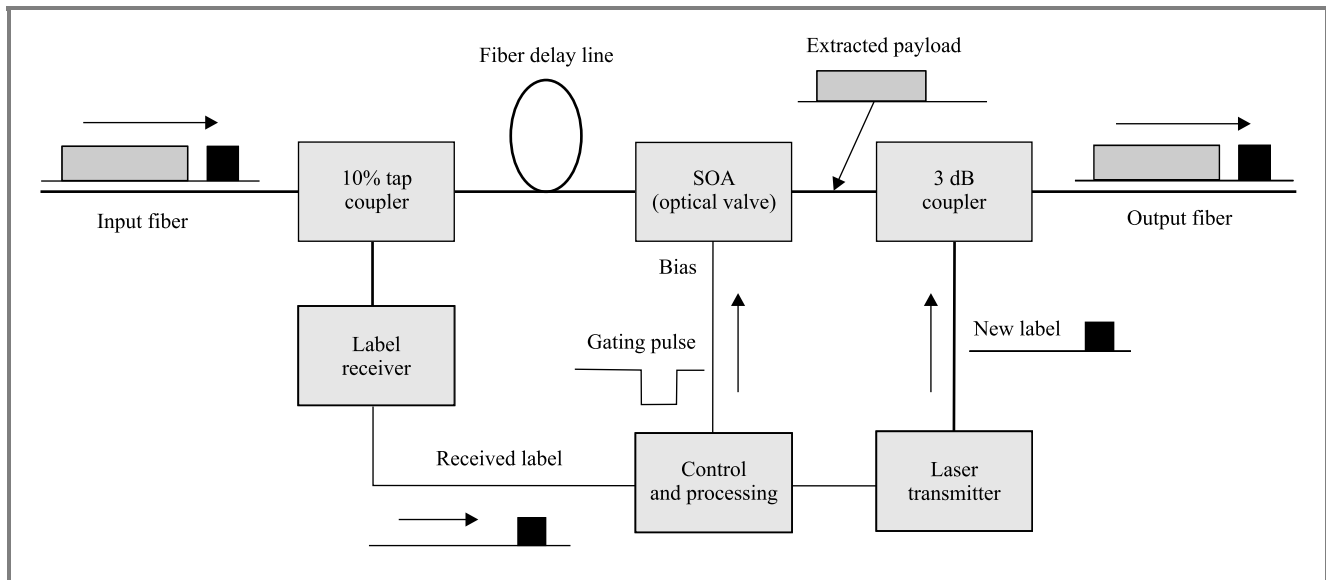 Extracted payload
Fiber delay line
10% tap
coupler
SOA
(optical valve)
3 dB
coupler
Input fiber
Output fiber
Bias
New label
Gating pulse
Label
receiver
Received label
Control
and processing
Laser
transmitter